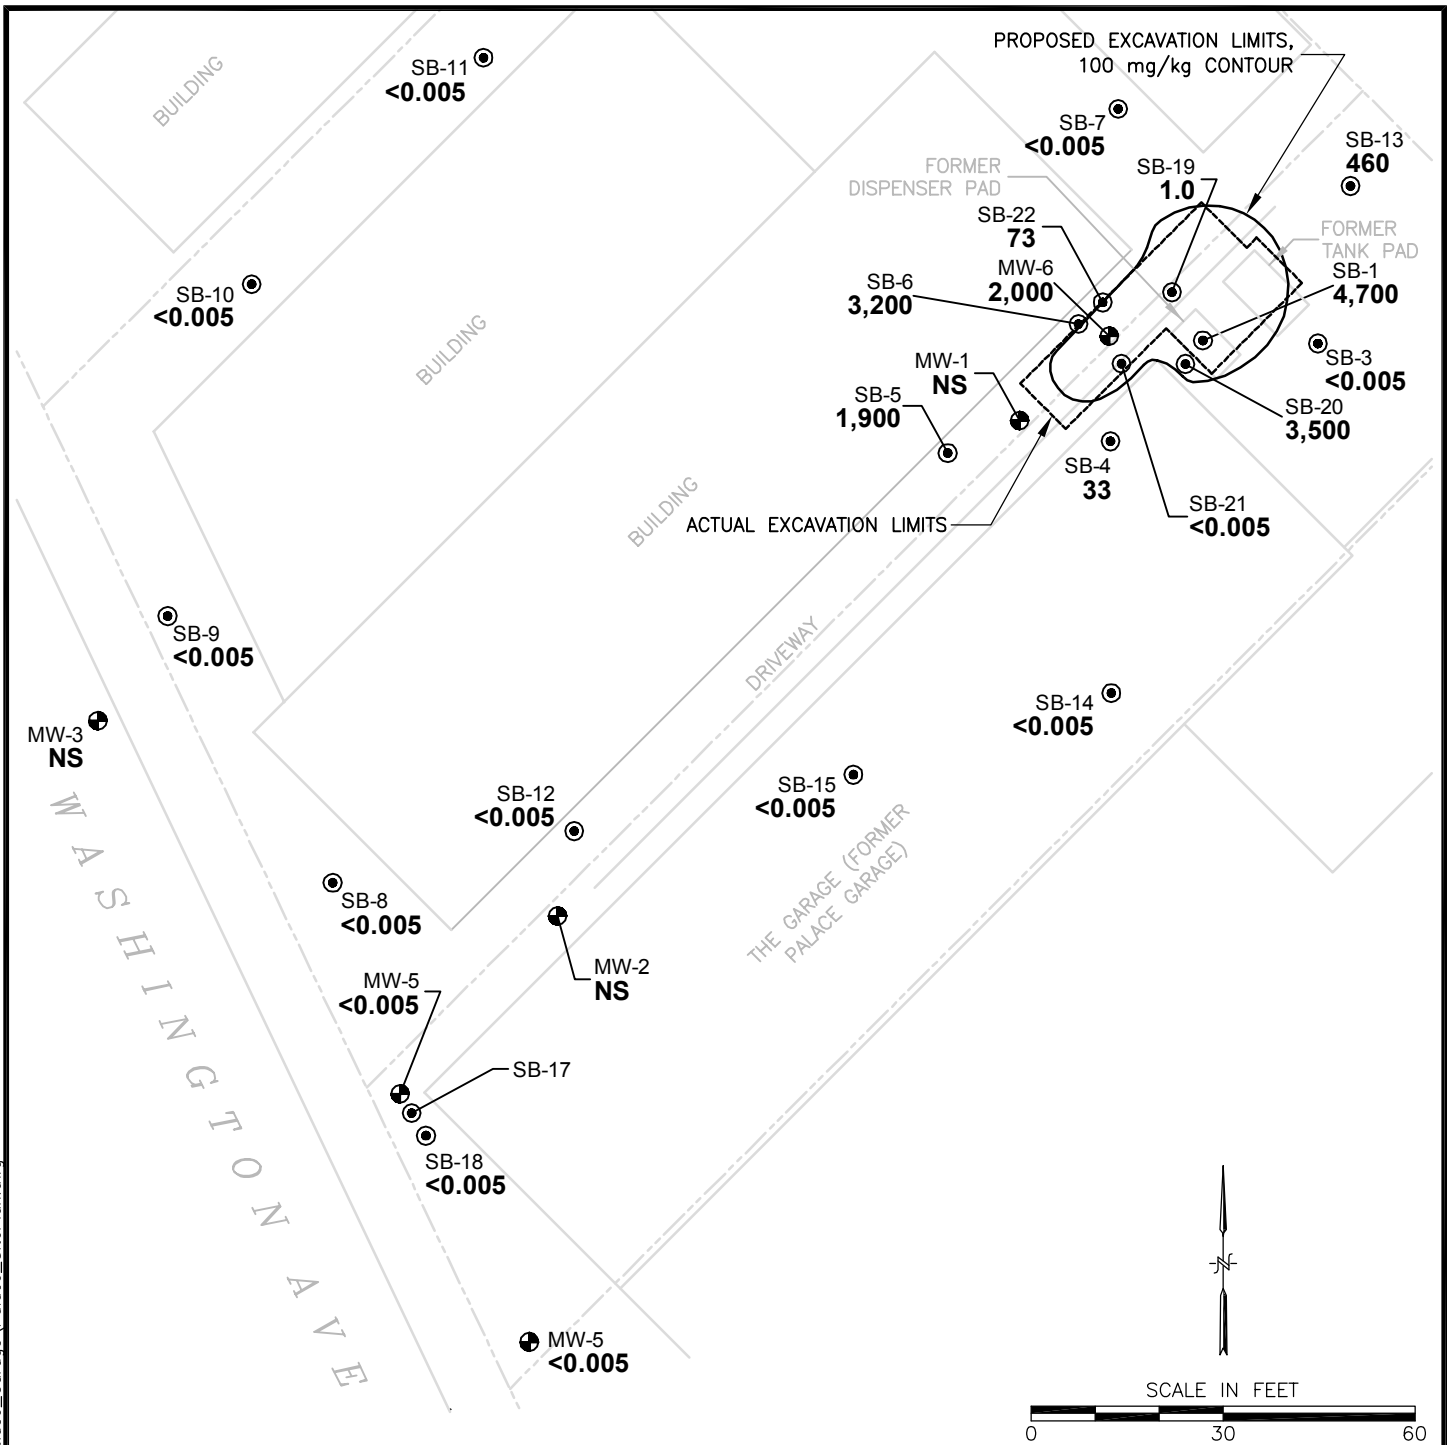 PROPOSED EXCAVATION LIMITS,
100 mg/kg CONTOUR
SB-11
<0.005
BUILDING
SB-7
<0.005
SB-13
460
FORMER
DISPENSER PAD
SB-19
1.0
SB-22
73
FORMER
TANK PAD
MW-6
2,000
SB-6
3,200
SB-1
4,700
SB-10
<0.005
BUILDING
MW-1
NS
SB-3
<0.005
SB-5
1,900
SB-20
3,500
SB-4
33
BUILDING
ACTUAL EXCAVATION LIMITS
SB-21
<0.005
SB-9
<0.005
DRIVEWAY
SB-14
<0.005
MW-3
NS
SB-15
<0.005
SB-12
<0.005
THE GARAGE (FORMER
PALACE GARAGE)
SB-8
<0.005
MW-2
NS
MW-5
<0.005
SB-17
SB-18
<0.005
WASHINGTON AVE
MW-5
<0.005
N
SCALE IN FEET
0 30 60